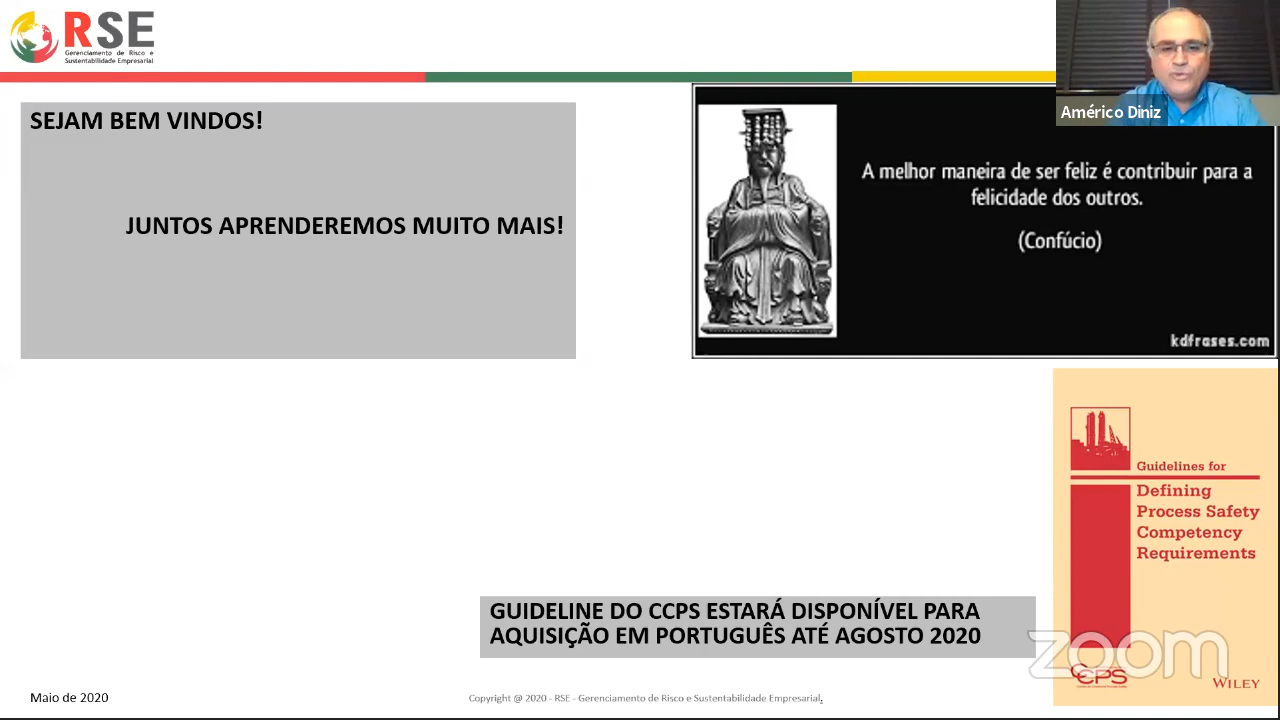 RSE
Gerenciamento de Risco e
Sustentabilidade Empresarial
Américo Diniz
SEJAM BEM VINDOS!
JUNTOS APRENDEREMOS MUITO MAIS!
A melhor maneira de ser feliz é contribuir para a
felicidade dos outros.
(Confúcio)
kdfrases.com
Guidelines for
Defining
Process Safety
Competency
Requirements
GUIDELINE DO CCPS ESTARÁ DISPONÍVEL PARA
AQUISIÇÃO EM PORTUGUÊS ATÉ AGOSTO 2020
zoom
CCPS
WILEY
Maio de 2020
Copyright @ 2020 - RSE - Gerenciamento de Risco e Sustentabilidade Empresarial.